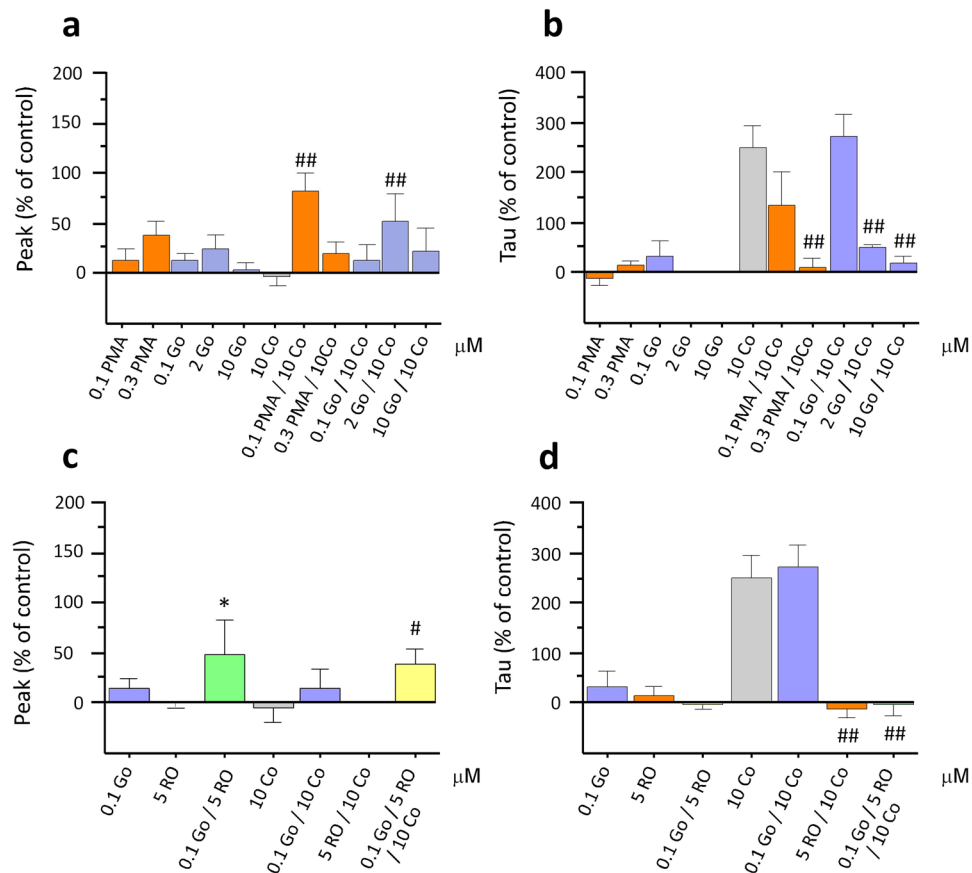 a
Peak (% of control)
200
150
100
50
0
##
##
0.1 PMA
0.3 PMA
0.1 Go
2 Go
10 Go
10 Co
0.1 PMA / 10 Co
0.3 PMA / 10Co
0.1 Go / 10 Co
2 Go / 10 Co
10 Go / 10 Co
μM
b
Tau (% of control)
400
300
200
100
0
##
##
##
0.1 PMA
0.3 PMA
0.1 Go
2 Go
10 Go
10 Co
0.1 PMA / 10 Co
0.3 PMA / 10Co
0.1 Go / 10 Co
2 Go / 10 Co
10 Go / 10 Co
μM
c
Peak (% of control)
200
150
100
50
0
*
#
0.1 Go
5 RO
0.1 Go / 5 RO
10 Co
0.1 Go / 10 Co
5 RO / 10 Co
0.1 Go / 5 RO
/ 10 Co
μM
d
Tau (% of control)
400
300
200
100
0
##
##
0.1 Go
5 RO
0.1 Go / 5 RO
10 Co
0.1 Go / 10 Co
5 RO / 10 Co
0.1 Go / 5 RO
/ 10 Co
μM